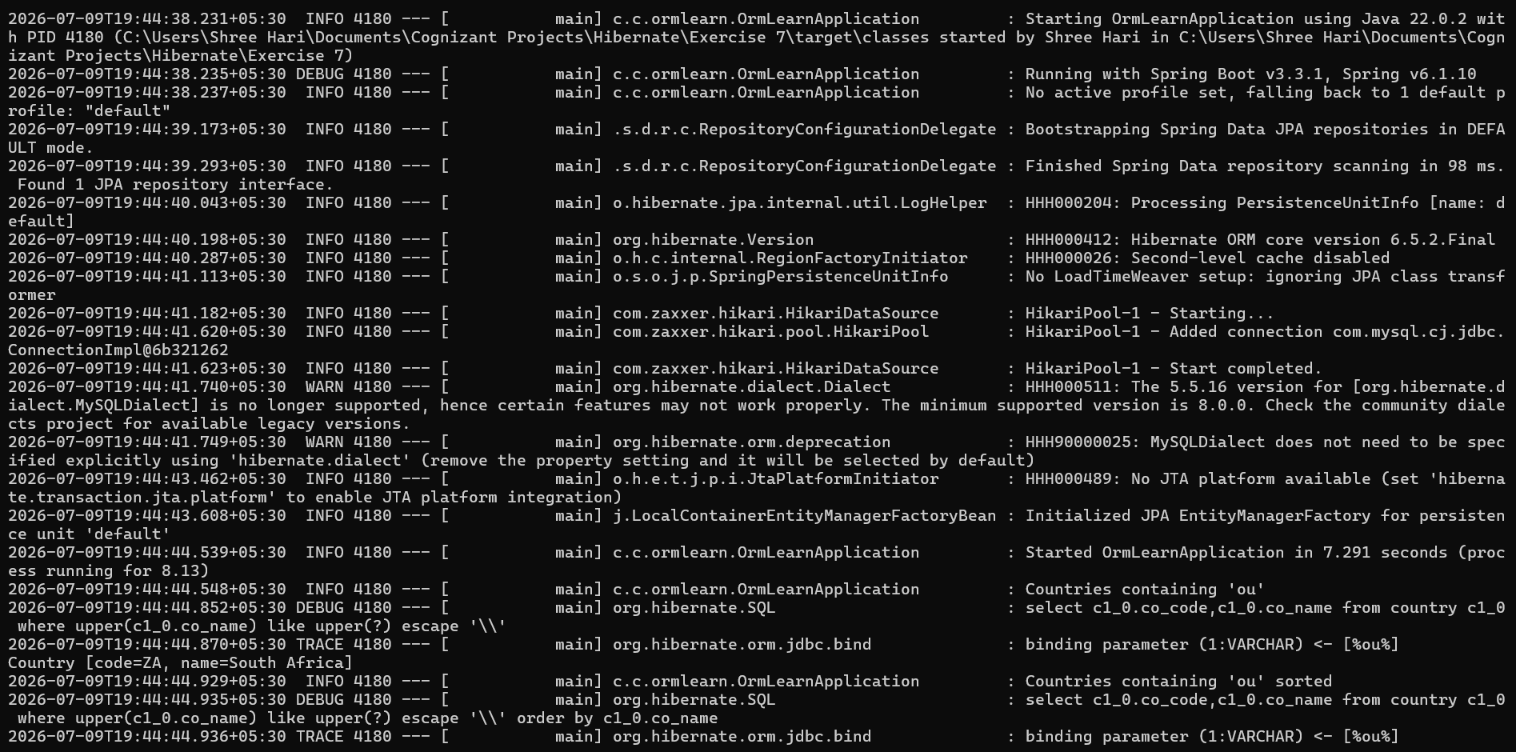 2026-07-09T19:44:38.231+05:30  INFO 4180 --- [           main] c.c.ormlearn.OrmLearnApplication         : Starting OrmLearnApplication using Java 22.0.2 wit
h PID 4180 (C:\Users\Shree Hari\Documents\Cognizant Projects\Hibernate\Exercise 7\target\classes started by Shree Hari in C:\Users\Shree Hari\Documents\Cogn
izant Projects\Hibernate\Exercise 7)
2026-07-09T19:44:38.235+05:30 DEBUG 4180 --- [           main] c.c.ormlearn.OrmLearnApplication         : Running with Spring Boot v3.3.1, Spring v6.1.10
2026-07-09T19:44:38.237+05:30  INFO 4180 --- [           main] c.c.ormlearn.OrmLearnApplication         : No active profile set, falling back to 1 default p
rofile: "default"
2026-07-09T19:44:39.173+05:30  INFO 4180 --- [           main] .s.d.r.c.RepositoryConfigurationDelegate : Bootstrapping Spring Data JPA repositories in DEFA
ULT mode.
2026-07-09T19:44:39.293+05:30  INFO 4180 --- [           main] .s.d.r.c.RepositoryConfigurationDelegate : Finished Spring Data repository scanning in 98 ms.
 Found 1 JPA repository interface.
2026-07-09T19:44:40.043+05:30  INFO 4180 --- [           main] o.hibernate.jpa.internal.util.LogHelper  : HHH000204: Processing PersistenceUnitInfo [name: d
efault]
2026-07-09T19:44:40.198+05:30  INFO 4180 --- [           main] org.hibernate.Version                    : HHH000412: Hibernate ORM core version 6.5.2.Final
2026-07-09T19:44:40.287+05:30  INFO 4180 --- [           main] o.h.c.internal.RegionFactoryInitiator    : HHH000026: Second-level cache disabled
2026-07-09T19:44:41.113+05:30  INFO 4180 --- [           main] o.s.o.j.p.SpringPersistenceUnitInfo      : No LoadTimeWeaver setup: ignoring JPA class transf
ormer
2026-07-09T19:44:41.182+05:30  INFO 4180 --- [           main] com.zaxxer.hikari.HikariDataSource       : HikariPool-1 - Starting...
2026-07-09T19:44:41.620+05:30  INFO 4180 --- [           main] com.zaxxer.hikari.pool.HikariPool        : HikariPool-1 - Added connection com.mysql.cj.jdbc.
ConnectionImpl@6b321262
2026-07-09T19:44:41.623+05:30  INFO 4180 --- [           main] com.zaxxer.hikari.HikariDataSource       : HikariPool-1 - Start completed.
2026-07-09T19:44:41.740+05:30  WARN 4180 --- [           main] org.hibernate.dialect.Dialect            : HHH000511: The 5.5.16 version for [org.hibernate.d
ialect.MySQLDialect] is no longer supported, hence certain features may not work properly. The minimum supported version is 8.0.0. Check the community diale
cts project for available legacy versions.
2026-07-09T19:44:41.749+05:30  WARN 4180 --- [           main] org.hibernate.orm.deprecation            : HHH90000025: MySQLDialect does not need to be spec
ified explicitly using 'hibernate.dialect' (remove the property setting and it will be selected by default)
2026-07-09T19:44:43.462+05:30  INFO 4180 --- [           main] o.h.e.t.j.p.i.JtaPlatformInitiator       : HHH000489: No JTA platform available (set 'hiberna
te.transaction.jta.platform' to enable JTA platform integration)
2026-07-09T19:44:43.608+05:30  INFO 4180 --- [           main] j.LocalContainerEntityManagerFactoryBean : Initialized JPA EntityManagerFactory for persisten
ce unit 'default'
2026-07-09T19:44:44.539+05:30  INFO 4180 --- [           main] c.c.ormlearn.OrmLearnApplication         : Started OrmLearnApplication in 7.291 seconds (proc
ess running for 8.13)
2026-07-09T19:44:44.548+05:30  INFO 4180 --- [           main] c.c.ormlearn.OrmLearnApplication         : Countries containing 'ou'
2026-07-09T19:44:44.852+05:30 DEBUG 4180 --- [           main] org.hibernate.SQL                        : select c1_0.co_code,c1_0.co_name from country c1_0
 where upper(c1_0.co_name) like upper(?) escape '\\'
2026-07-09T19:44:44.870+05:30 TRACE 4180 --- [           main] org.hibernate.orm.jdbc.bind              : binding parameter (1:VARCHAR) <- [%ou%]
Country [code=ZA, name=South Africa]
2026-07-09T19:44:44.929+05:30  INFO 4180 --- [           main] c.c.ormlearn.OrmLearnApplication         : Countries containing 'ou' sorted
2026-07-09T19:44:44.935+05:30 DEBUG 4180 --- [           main] org.hibernate.SQL                        : select c1_0.co_code,c1_0.co_name from country c1_0
 where upper(c1_0.co_name) like upper(?) escape '\\' order by c1_0.co_name
2026-07-09T19:44:44.936+05:30 TRACE 4180 --- [           main] org.hibernate.orm.jdbc.bind              : binding parameter (1:VARCHAR) <- [%ou%]